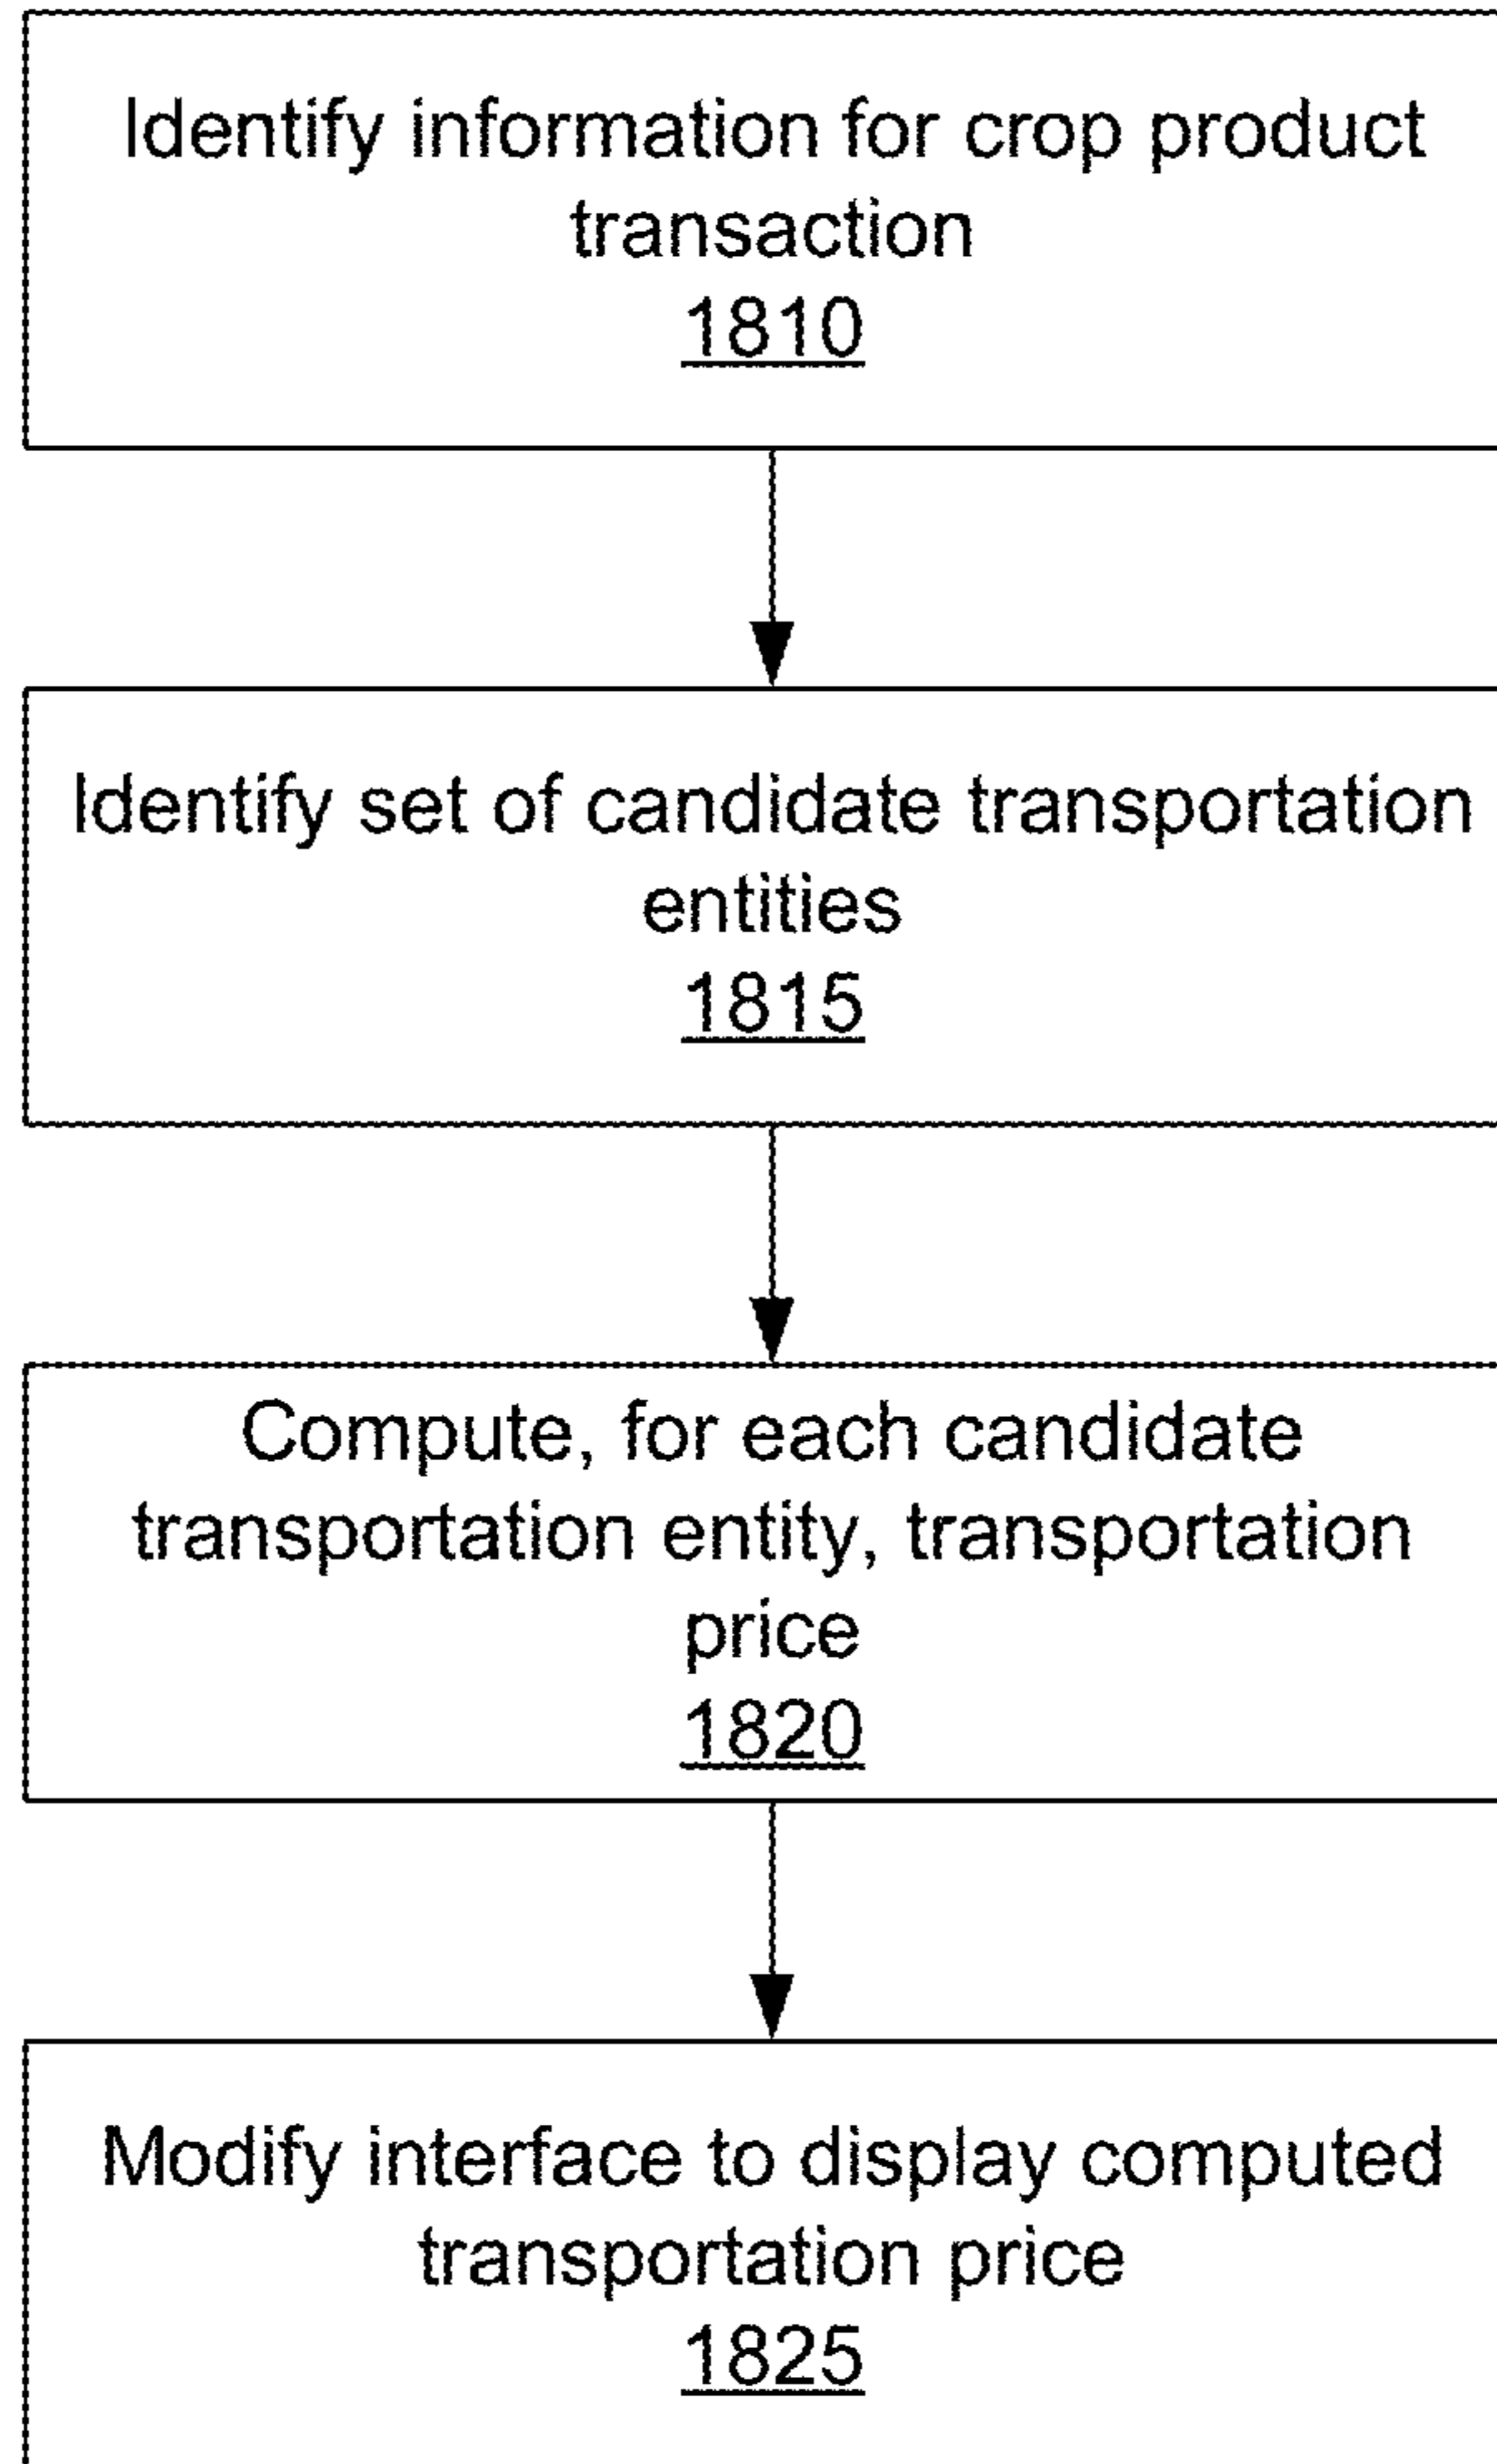 Identify information for crop product
transaction
1810
Identify set of candidate transportation
entities
1815
Compute, for each candidate
transportation entity, transportation
price
1820
Modify interface to display computed
transportation price
1825